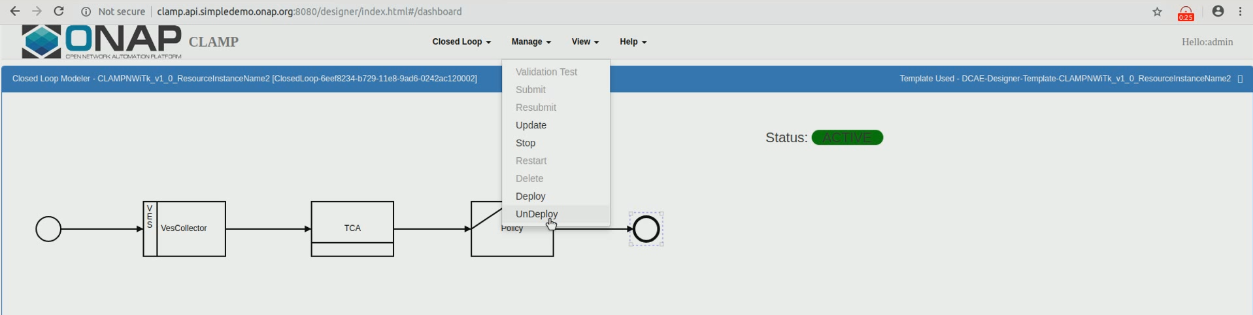 Not secure | clamp.api.simpledemo.onap.org:8080/designer/index.html#/dashboard
0:25
ONAP CLAMP Closed Loop Manage View Help Hello:admin
OPEN NETWORK AUTOMATION PLATFORM
Closed Loop Modeler - CLAMPNWiTk_v1_0_ResourceInstanceName2 [ClosedLoop-6eef8234-b729-11e8-9ad6-0242ac120002] Template Used - DCAE-Designer-Template-CLAMPNWiTk_v1_0_ResourceInstanceName2
Validation Test
Submit
Resubmit
Update
Stop
Restart
Delete
Deploy
UnDeploy
Status: ACTIVE
VES
VesCollector
TCA
Policy